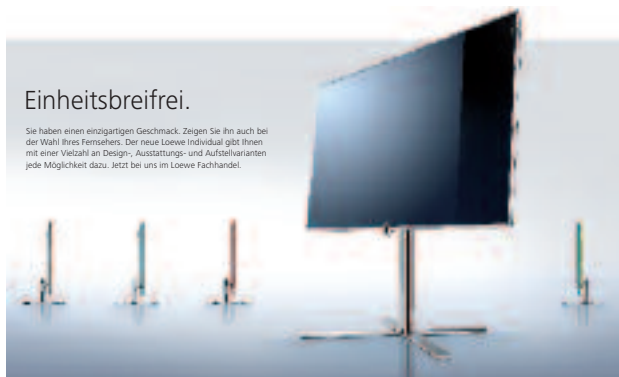 Einheitsbreifrei.
Sie haben einen einzigartigen Geschmack. Zeigen Sie ihn auch bei
der Wahl Ihres Fernsehers. Der neue Loewe Individual gibt Ihnen
mit einer Vielzahl an Design-, Ausstattungs- und Aufstellvarianten
jede Möglichkeit dazu. Jetzt bei uns im Loewe Fachhandel.